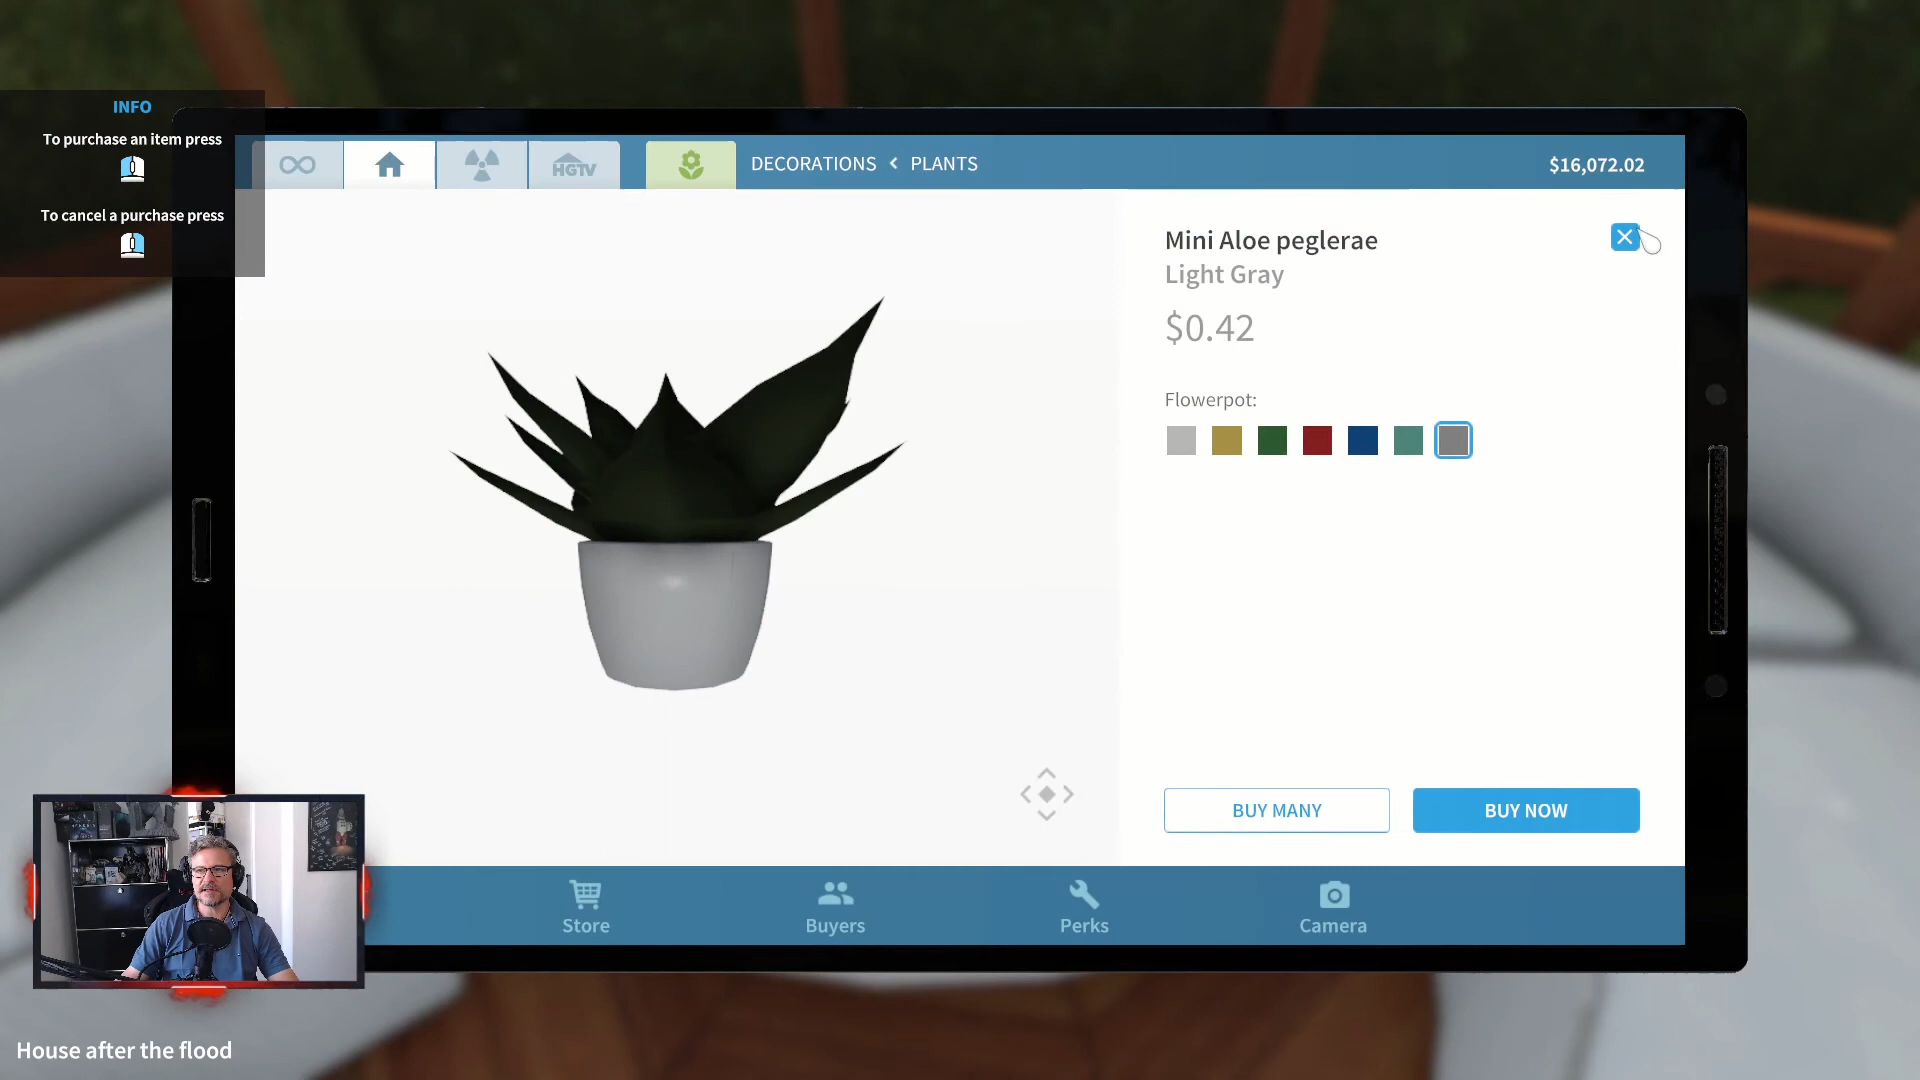 INFO
To purchase an item press
To cancel a purchase press
HGTV
DECORATIONS < PLANTS
$16,072.02
Mini Aloe peglerae
Light Gray
$0.42
Flowerpot:
BUY MANY
BUY NOW
Store
Buyers
Perks
Camera
House after the flood